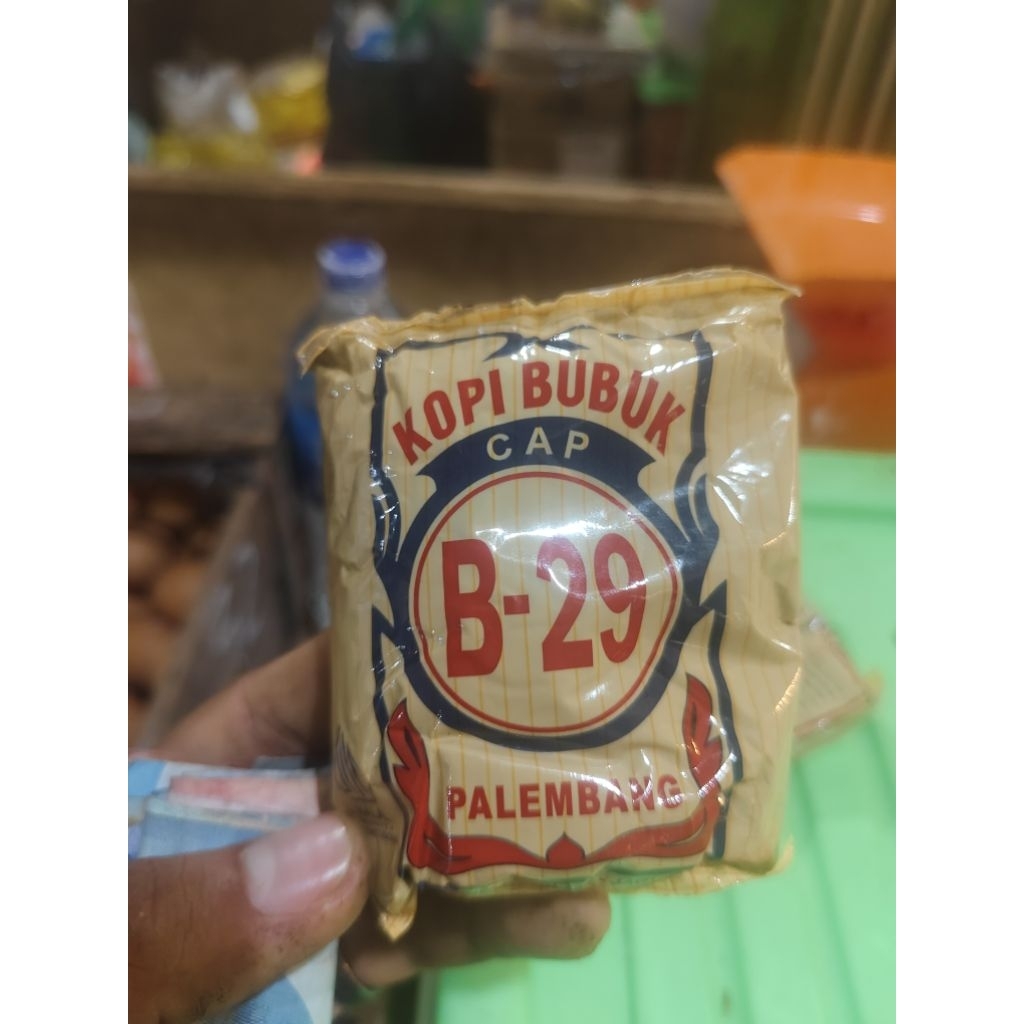 KOPI BUBUK
CAP
B-29
PALEMBANG